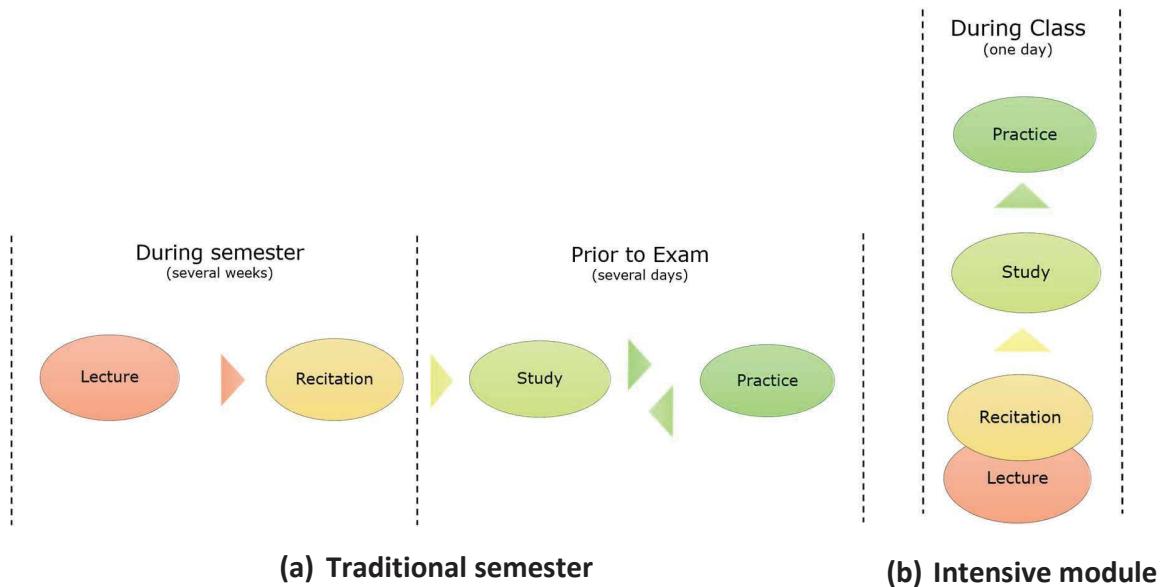 During semester
(several weeks)
Lecture
Recitation
Prior to Exam
(several days)
Study
Practice
(a) Traditional semester
During Class
(one day)
Practice
Study
Recitation
Lecture
(b) Intensive module